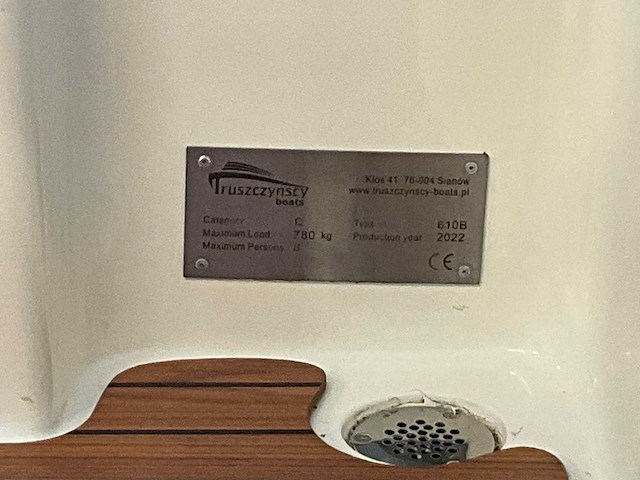 Truszczynscy
boats
Kłos 41 76-004 Sianów
www.truszczynscy-boats.pl
Category C
Maximum Load 780 kg
Maximum Persons 8
Type 610B
Production year 2022
CE